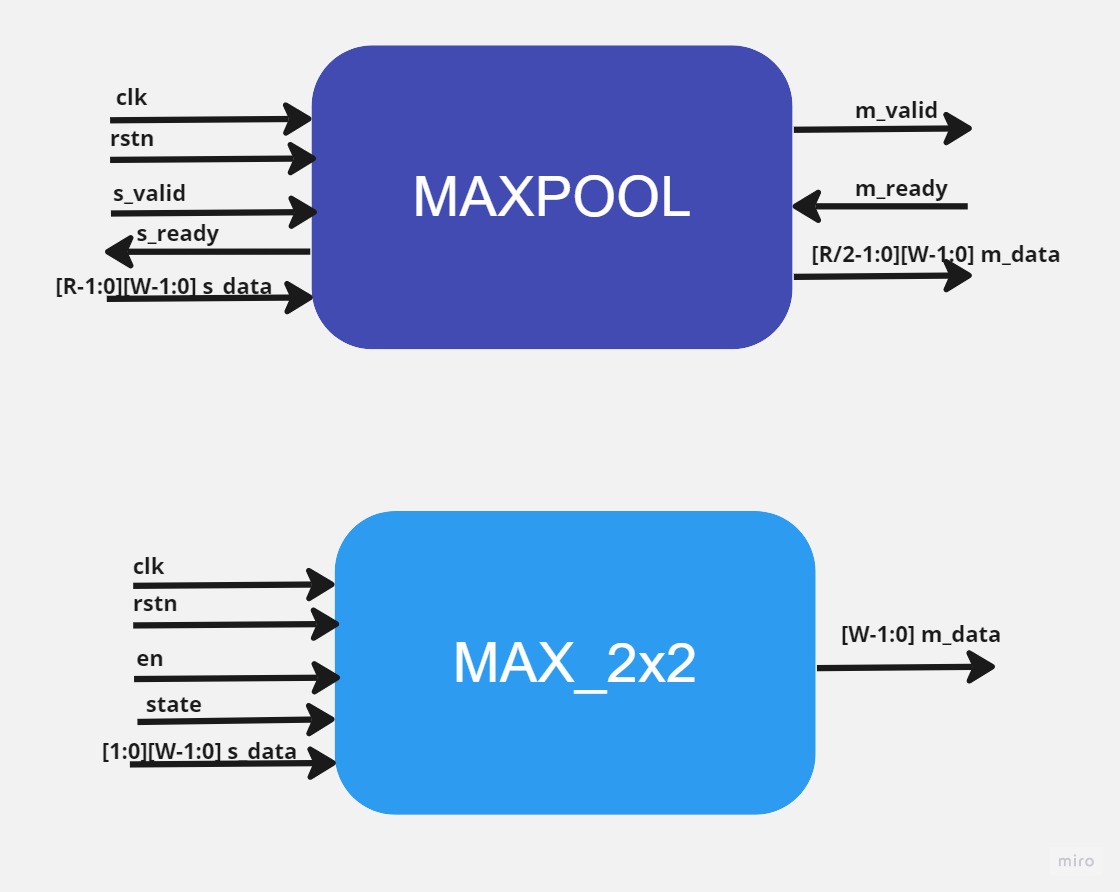 clk
rstn
s_valid
s_ready
[R-1:0][W-1:0] s_data
MAXPOOL
m_valid
m_ready
[R/2-1:0][W-1:0] m_data
clk
rstn
en
state
[1:0][W-1:0] s_data
MAX_2x2
[W-1:0] m_data
miro